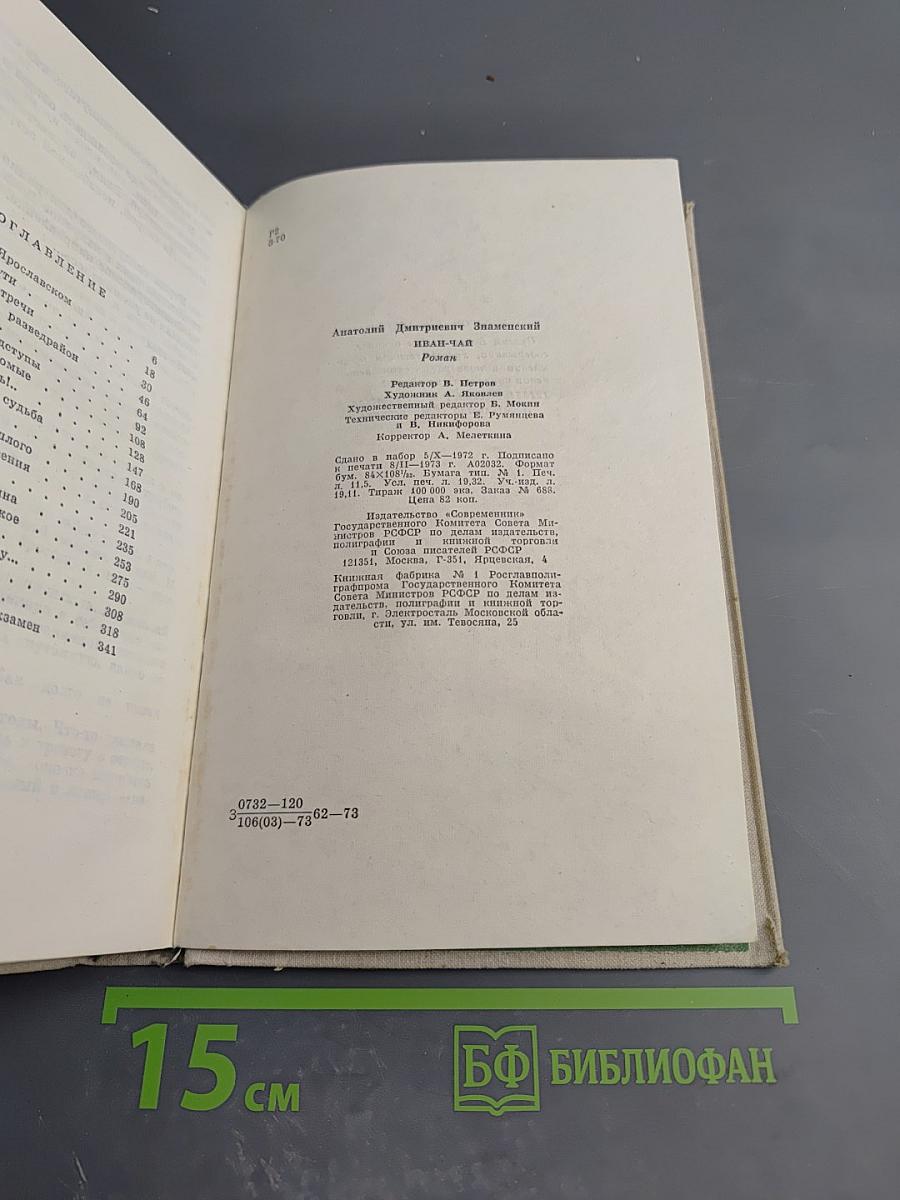 ОГЛАВЛЕНИЕ
Ярославском
6
18
30
разведрайон
46
64
92
108
судьба
128
147
168
190
205
221
235
253
275
290
308
318
341
Р2
З-70
Анатолий Дмитриевич Знаменский
ИВАН-ЧАЙ
Роман
Редактор В. Петров
Художник А. Яковлев
Художественный редактор Б. Мокин
Технические редакторы Е. Румянцева
и В. Никифорова
Корректор А. Мелеткина
Сдано в набор 5/X—1972 г. Подписано
к печати 8/II—1973 г. А02032. Формат
бум. 84×108¹/₃₂. Бумага тип. № 1. Печ.
л. 11,5. Усл. печ. л. 19,32. Уч.-изд. л.
19,11. Тираж 100 000 экз. Заказ № 688.
Цена 82 коп.
Издательство «Современник»
Государственного Комитета Совета Ми-
нистров РСФСР по делам издательств,
полиграфии и книжной торговли
и Союза писателей РСФСР
121351, Москва, Г-351, Ярцевская, 4
Книжная фабрика № 1 Росглавполи-
графпрома Государственного Комитета
Совета Министров РСФСР по делам из-
дательств, полиграфии и книжной тор-
говли, г. Электросталь Московской обла-
сти, ул. им. Тевосяна, 25
0732—120
З 62—73
106(03)—73
15 см
БФ БИБЛИОФАН